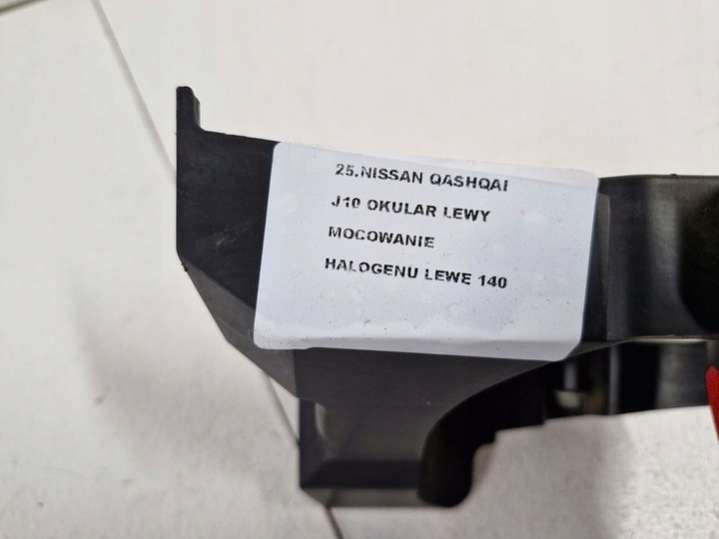 25.NISSAN QASHQAI
J10 OKULAR LEWY
MOCOWANIE
HALOGENU LEWE 140